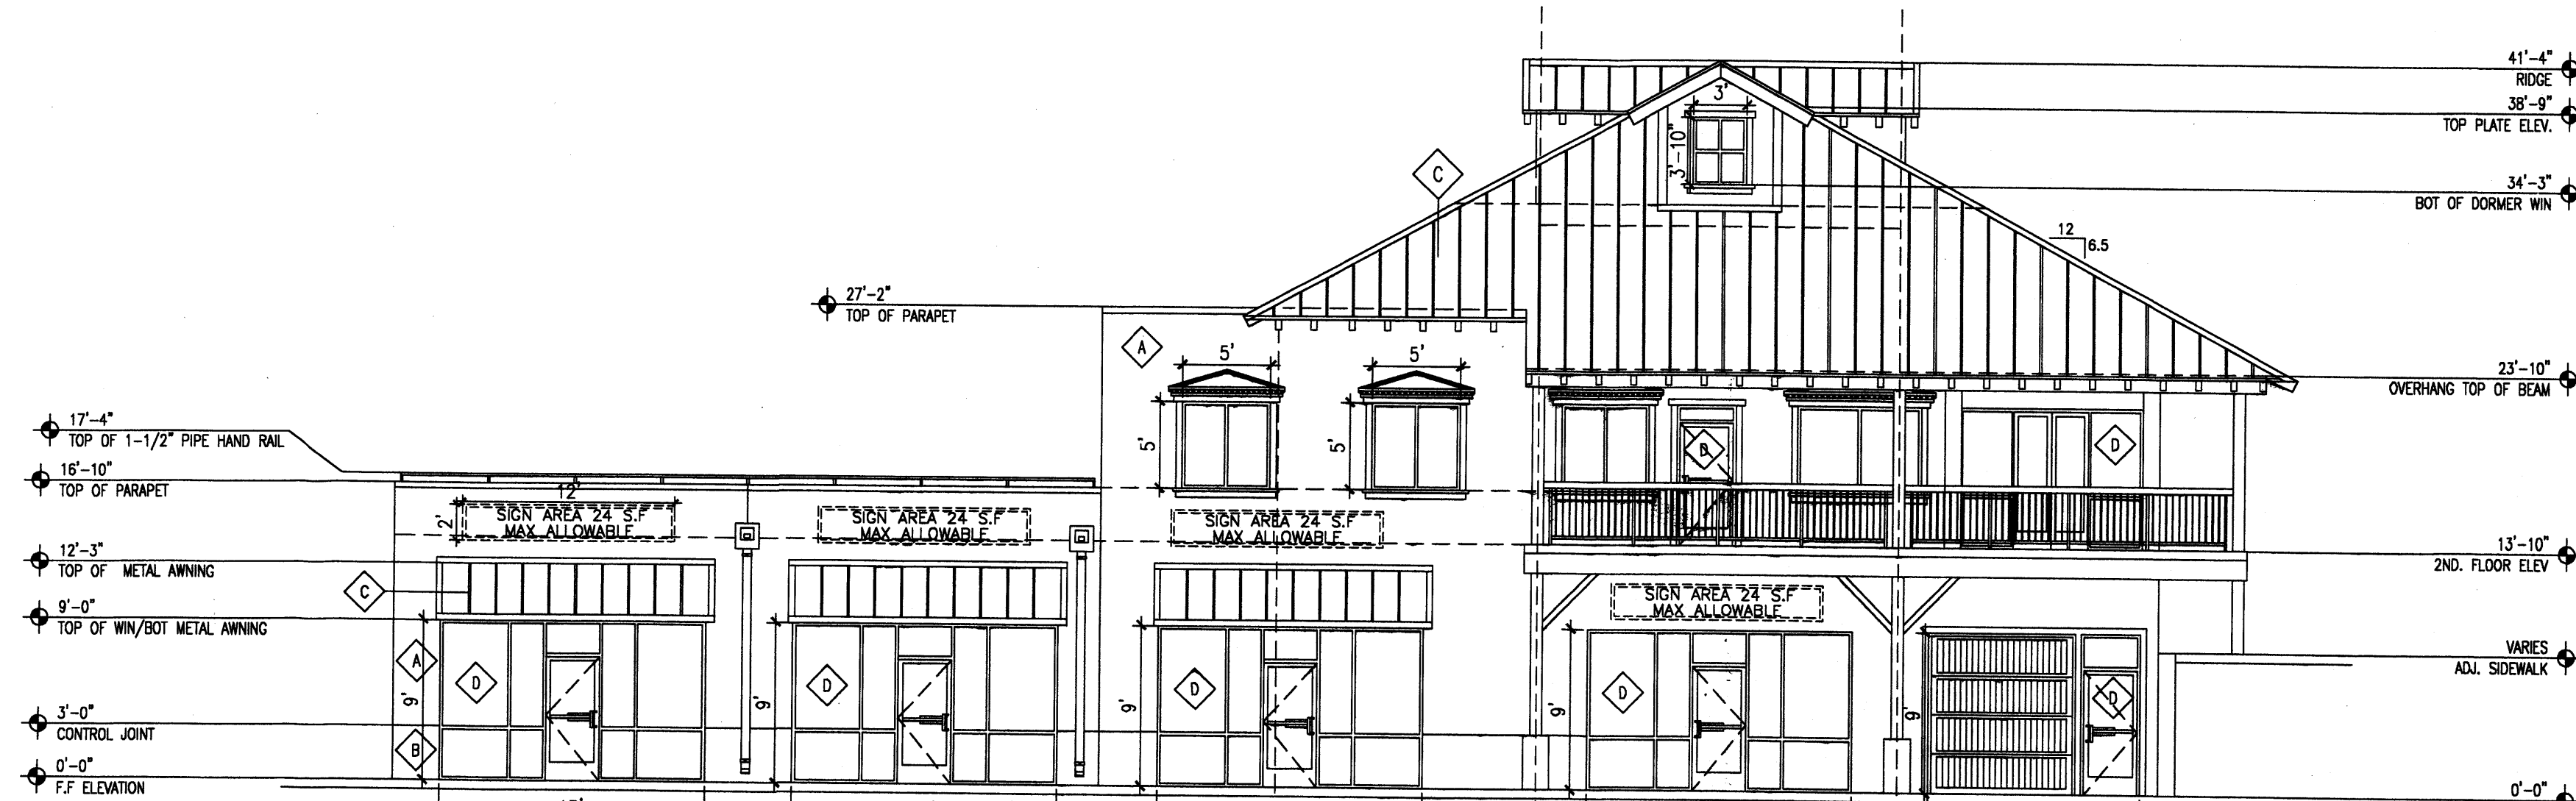 41'-4"
RIDGE
38'-9"
TOP PLATE ELEV.
3'
3'-10"
C
34'-3"
BOT OF DORMER WIN
12
6.5
27'-2"
TOP OF PARAPET
A
5'
5'
23'-10"
OVERHANG TOP OF BEAM
17'-4"
TOP OF 1-1/2" PIPE HAND RAIL
5'
5'
D
D
16'-10"
TOP OF PARAPET
12'
2'
SIGN AREA 24 S.F
MAX ALLOWABLE
SIGN AREA 24 S.F
MAX ALLOWABLE
SIGN AREA 24 S.F
MAX ALLOWABLE
12'-3"
TOP OF METAL AWNING
13'-10"
2ND. FLOOR ELEV
C
SIGN AREA 24 S.F
MAX ALLOWABLE
9'-0"
TOP OF WIN/BOT METAL AWNING
VARIES
ADJ. SIDEWALK
A
D
D
D
D
D
9'
9'
9'
9'
9'
3'-0"
CONTROL JOINT
B
0'-0"
F.F ELEVATION
0'-0"